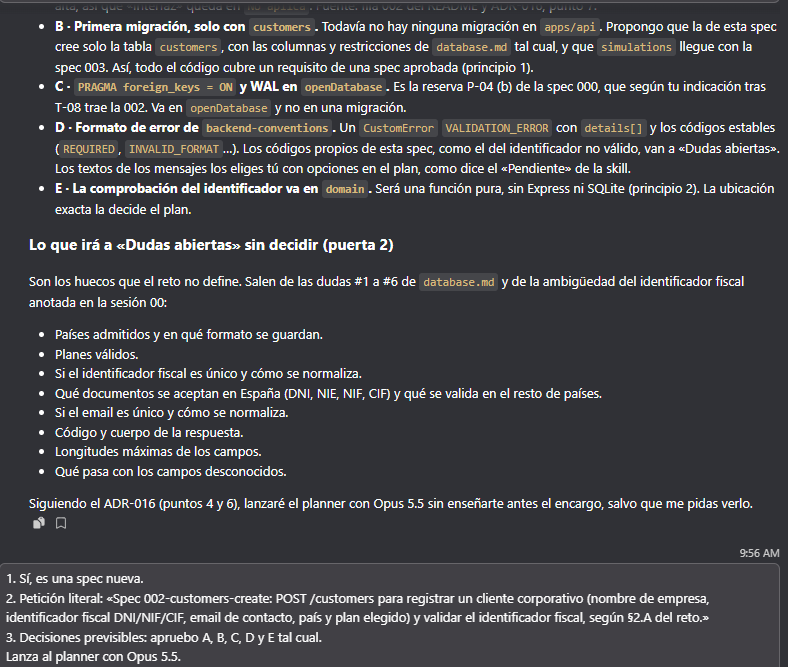 alta, así que «interfaz» queda en no aplica. Fuente: fila 002 del README y ADR-016, punto 7.
• B · Primera migración, solo con customers. Todavía no hay ninguna migración en apps/api. Propongo que la de esta spec
cree solo la tabla customers, con las columnas y restricciones de database.md tal cual, y que simulations llegue con la
spec 003. Así, todo el código cubre un requisito de una spec aprobada (principio 1).
• C · PRAGMA foreign_keys = ON y WAL en openDatabase. Es la reserva P-04 (b) de la spec 000, que según tu indicación tras
T-08 trae la 002. Va en openDatabase y no en una migración.
• D · Formato de error de backend-conventions. Un CustomError VALIDATION_ERROR con details[] y los códigos estables
(REQUIRED, INVALID_FORMAT…). Los códigos propios de esta spec, como el del identificador no válido, van a «Dudas abiertas».
Los textos de los mensajes los eliges tú con opciones en el plan, como dice el «Pendiente» de la skill.
• E · La comprobación del identificador va en domain. Será una función pura, sin Express ni SQLite (principio 2). La ubicación
exacta la decide el plan.
Lo que irá a «Dudas abiertas» sin decidir (puerta 2)
Son los huecos que el reto no define. Salen de las dudas #1 a #6 de database.md y de la ambigüedad del identificador fiscal
anotada en la sesión 00:
• Países admitidos y en qué formato se guardan.
• Planes válidos.
• Si el identificador fiscal es único y cómo se normaliza.
• Qué documentos se aceptan en España (DNI, NIE, NIF, CIF) y qué se valida en el resto de países.
• Si el email es único y cómo se normaliza.
• Código y cuerpo de la respuesta.
• Longitudes máximas de los campos.
• Qué pasa con los campos desconocidos.
Siguiendo el ADR-016 (puntos 4 y 6), lanzaré el planner con Opus 5.5 sin enseñarte antes el encargo, salvo que me pidas verlo.
9:56 AM
1. Sí, es una spec nueva.
2. Petición literal: «Spec 002-customers-create: POST /customers para registrar un cliente corporativo (nombre de empresa,
identificador fiscal DNI/NIF/CIF, email de contacto, país y plan elegido) y validar el identificador fiscal, según §2.A del reto.»
3. Decisiones previsibles: apruebo A, B, C, D y E tal cual.
Lanza al planner con Opus 5.5.